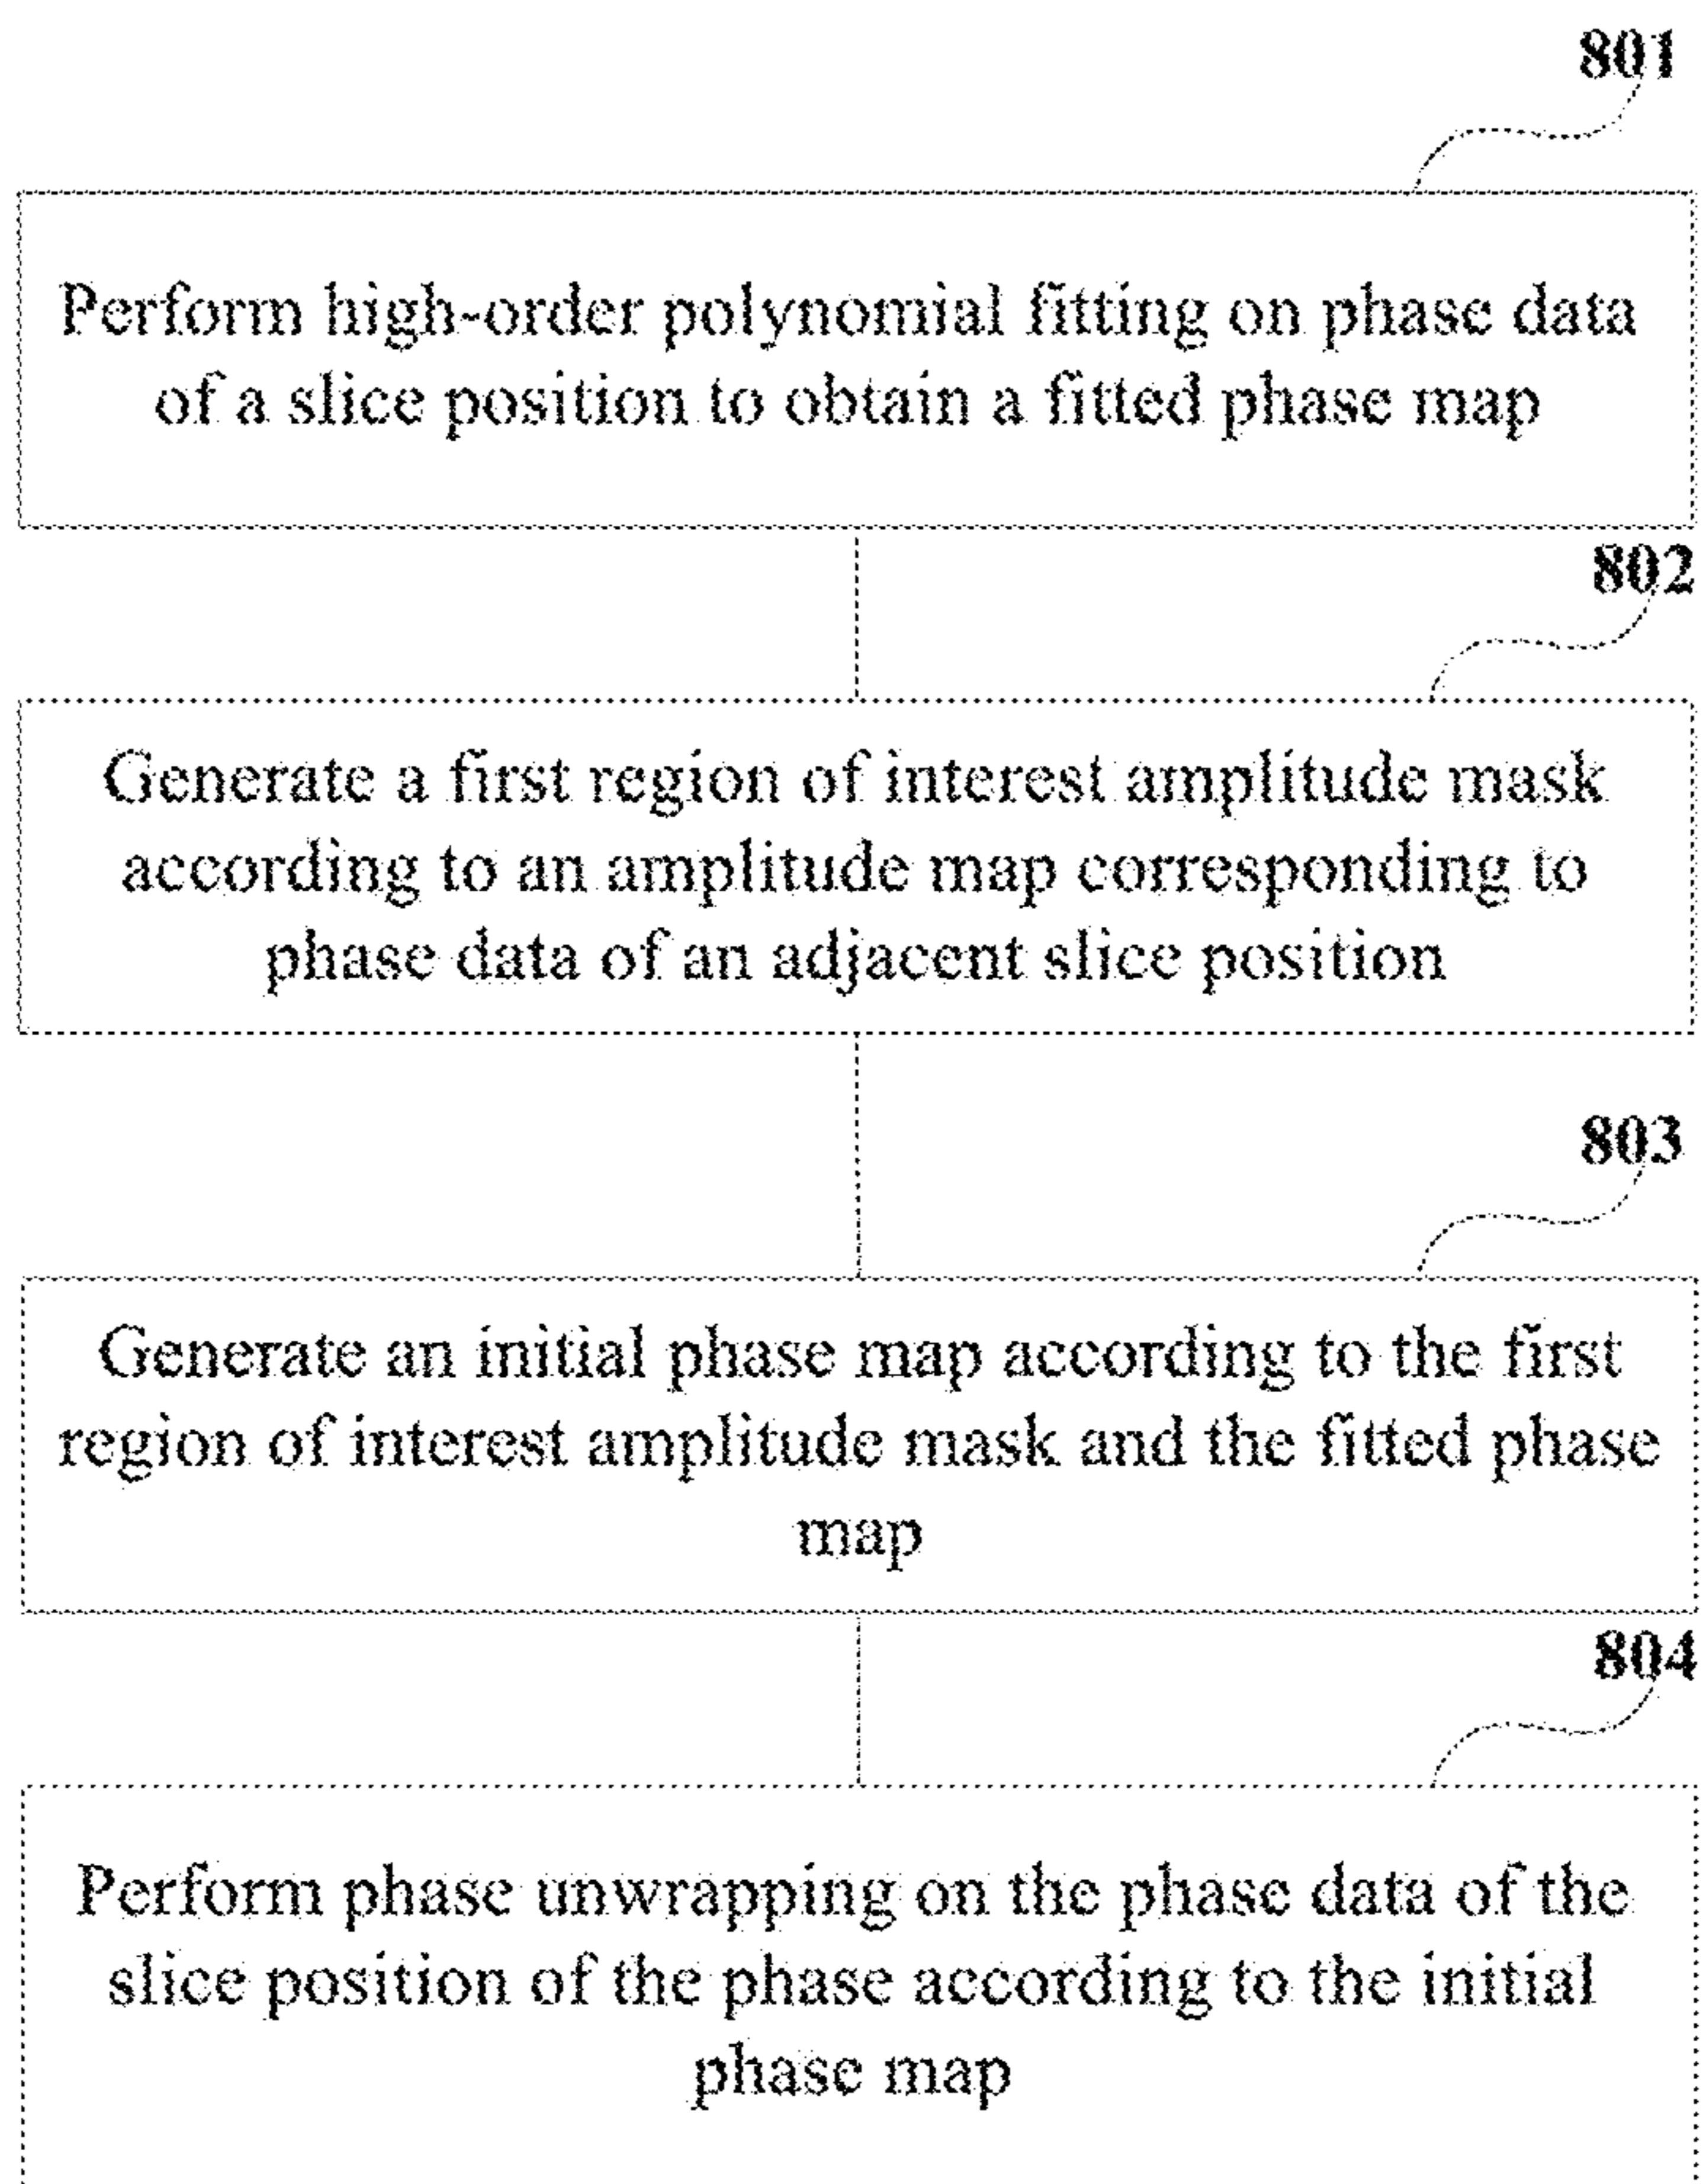 801
Perform high-order polynomial fitting on phase data
of a slice position to obtain a fitted phase map
802
Generate a first region of interest amplitude mask
according to an amplitude map corresponding to
phase data of an adjacent slice position
803
Generate an initial phase map according to the first
region of interest amplitude mask and the fitted phase
map
804
Perform phase unwrapping on the phase data of the
slice position of the phase according to the initial
phase map